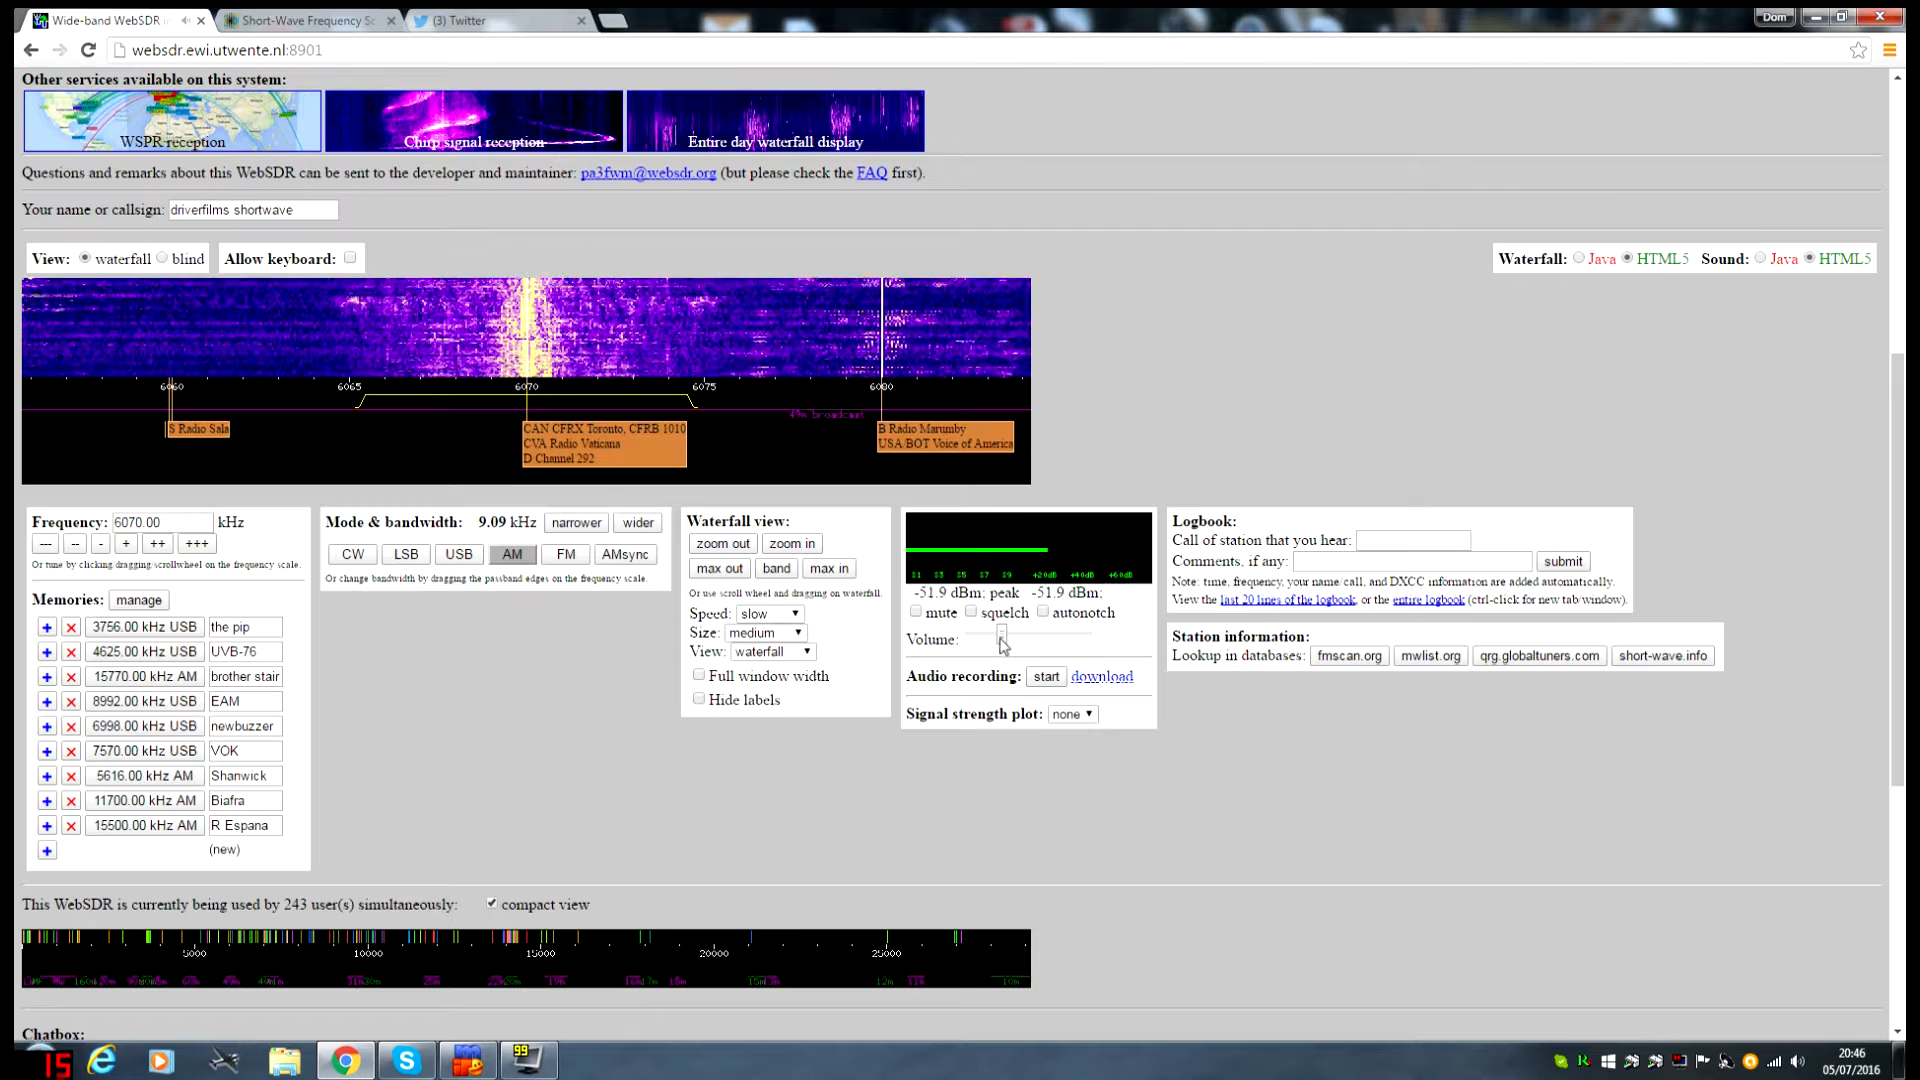 Wide-band WebSDR in
Short-Wave Frequency Sc
(3) Twitter
Dom
websdr.ewi.utwente.nl:8901
Other services available on this system:
WSPR reception
Chirp signal reception
Entire day waterfall display
Questions and remarks about this WebSDR can be sent to the developer and maintainer: pa3fwm@websdr.org (but please check the FAQ first).
Your name or callsign: driverfilms shortwave
View: waterfall blind Allow keyboard:
Waterfall: Java HTML5 Sound: Java HTML5
6060 6065 6070 6075 6080
49m broadcast
S Radio Sala
CAN CFRX Toronto, CFRB 1010
CVA Radio Vaticana
D Channel 292
B Radio Marumby
USA/BOT Voice of America
Frequency: 6070.00 kHz
--- -- - + ++ +++
Or tune by clicking dragging scrollwheel on the frequency scale.
Memories: manage
3756.00 kHz USB the pip
4625.00 kHz USB UVB-76
15770.00 kHz AM brother stair
8992.00 kHz USB EAM
6998.00 kHz USB newbuzzer
7570.00 kHz USB VOK
5616.00 kHz AM Shanwick
11700.00 kHz AM Biafra
15500.00 kHz AM R Espana
(new)
Mode & bandwidth: 9.09 kHz narrower wider
CW LSB USB AM FM AMsync
Or change bandwidth by dragging the passband edges on the frequency scale.
Waterfall view:
zoom out zoom in
max out band max in
Or use scroll wheel and dragging on waterfall.
Speed: slow
Size: medium
View: waterfall
Full window width
Hide labels
S1 S3 S5 S7 S9 +20dB +40dB +60dB
-51.9 dBm; peak -51.9 dBm;
mute squelch autonotch
Volume:
Audio recording: start download
Signal strength plot: none
Logbook:
Call of station that you hear:
Comments, if any: submit
Note: time, frequency, your name/call, and DXCC information are added automatically.
View the last 20 lines of the logbook, or the entire logbook (ctrl-click for new tab/window).
Station information:
Lookup in databases: fmscan.org mwlist.org qrg.globaltuners.com short-wave.info
This WebSDR is currently being used by 243 user(s) simultaneously: compact view
5000 10000 15000 20000 25000
Chatbox:
15
99
20:46
05/07/2016